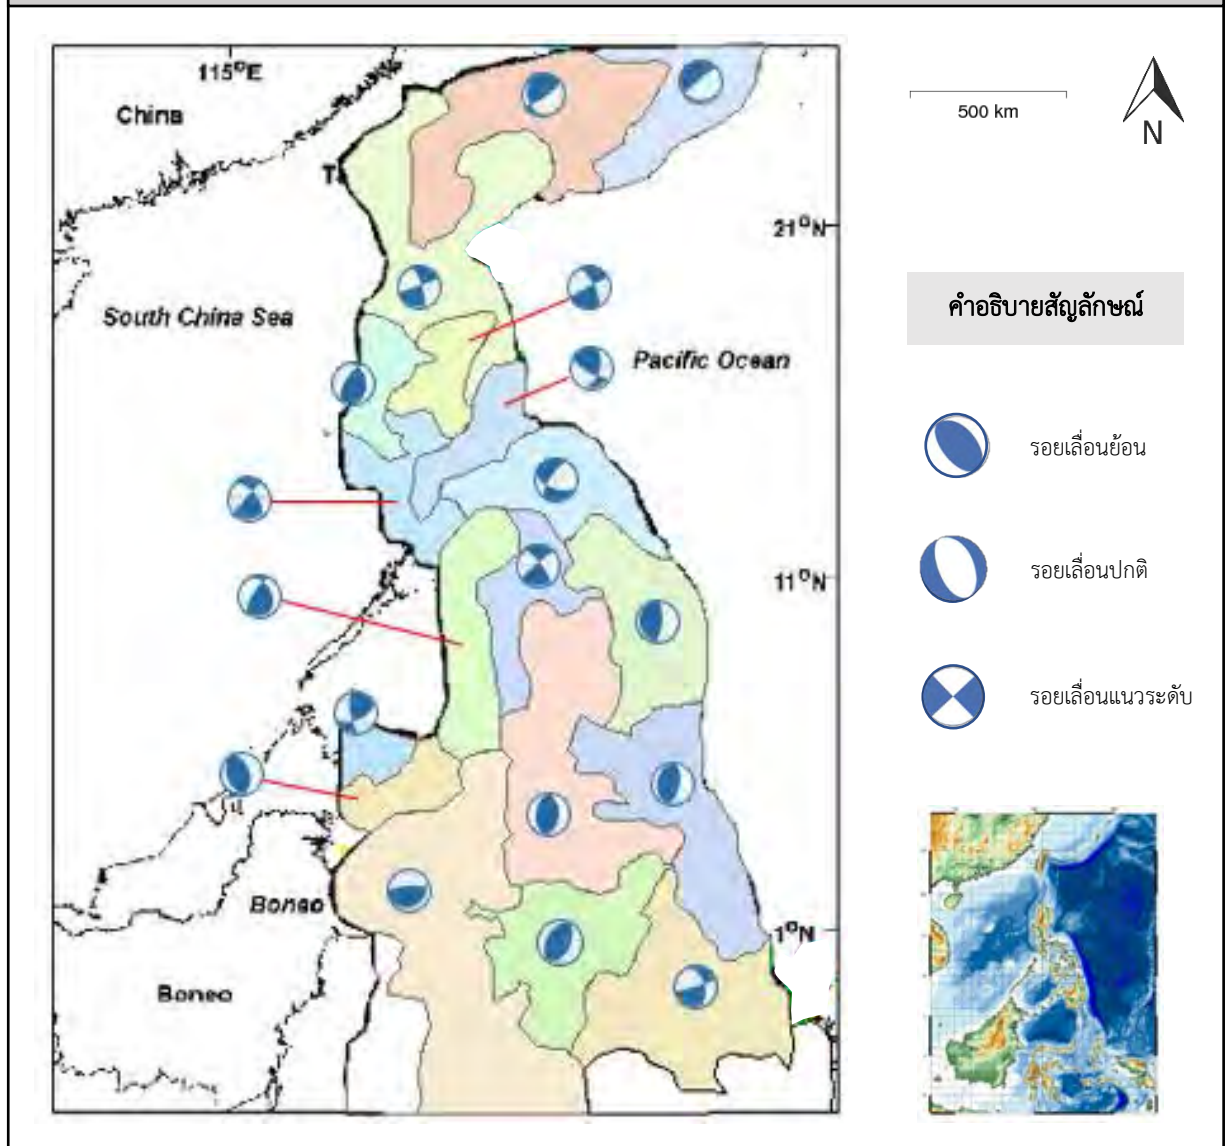 115°E
China
500 km
N
T
21°N
คำอธิบายสัญลักษณ์
South China Sea
Pacific Ocean
รอยเลื่อนย้อน
รอยเลื่อนปกติ
11°N
รอยเลื่อนแนวระดับ
Boneo
1°N
Boneo